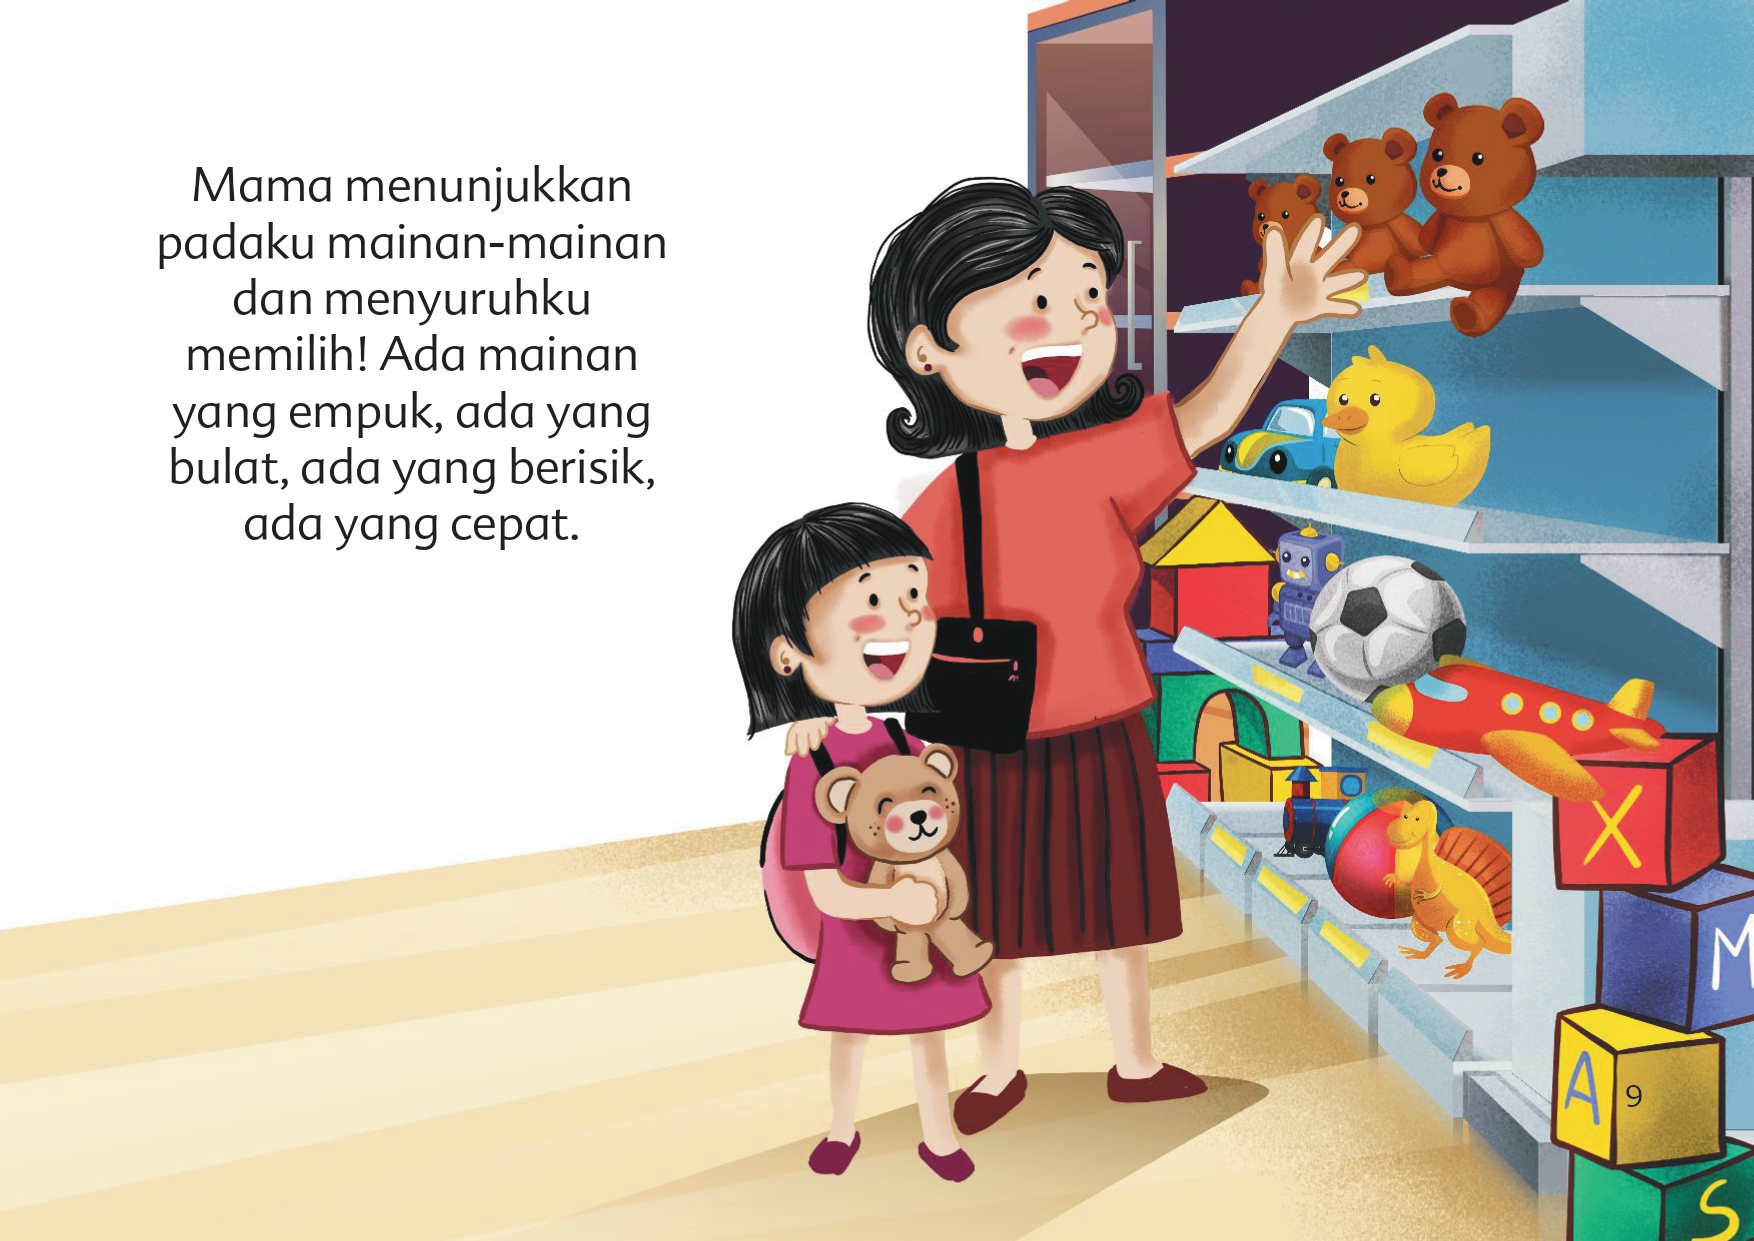 Mama menunjukkan
padaku mainan-mainan
dan menyuruhku
memilih! Ada mainan
yang empuk, ada yang
bulat, ada yang berisik,
ada yang cepat.
X
M
A
9
S